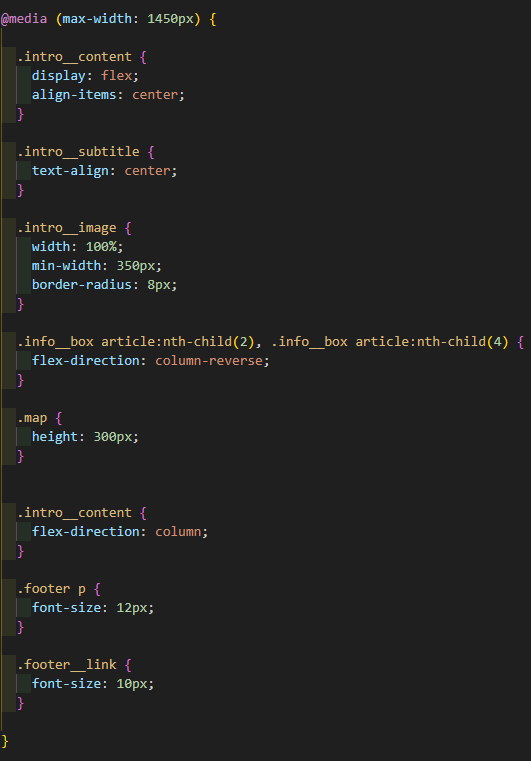 @media (max-width: 1450px) {
.intro__content {
display: flex;
align-items: center;
}
.intro__subtitle {
text-align: center;
}
.intro__image {
width: 100%;
min-width: 350px;
border-radius: 8px;
}
.info__box article:nth-child(2), .info__box article:nth-child(4) {
flex-direction: column-reverse;
}
.map {
height: 300px;
}
.intro__content {
flex-direction: column;
}
.footer p {
font-size: 12px;
}
.footer__link {
font-size: 10px;
}
}